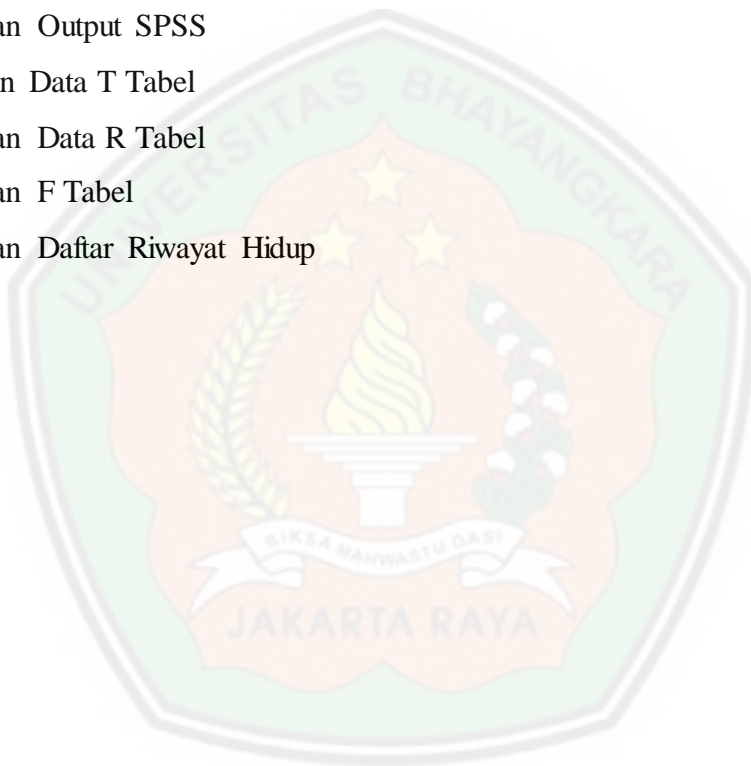 an Output SPSS
n Data T Tabel
an Data R Tabel
an F Tabel
an Daftar Riwayat Hidup
UNIVERSITAS BHAYANGKARA
BIKSA MAHWASTU DASI
JAKARTA RAYA